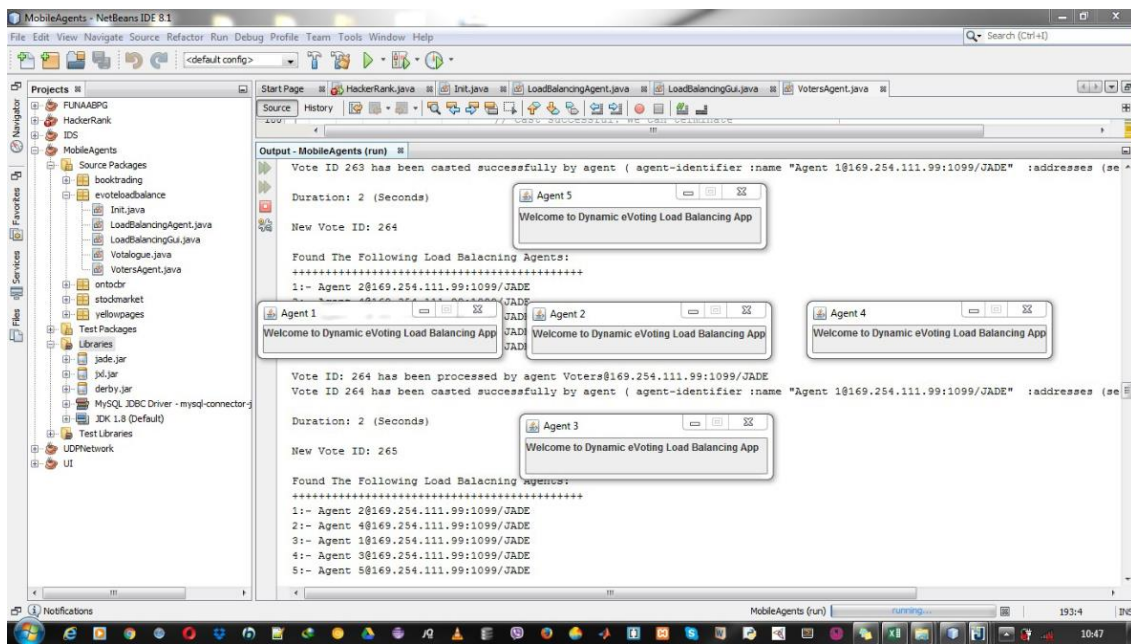 MobileAgents - NetBeans IDE 8.1
File Edit View Navigate Source Refactor Run Debug Profile Team Tools Window Help
Search (Ctrl+I)
<default config>
Projects
Start Page HackerRank.java Init.java LoadBalancingAgent.java LoadBalancingGui.java VotersAgent.java
Source History
Navigator
Favorites
Services
Files
FUNAABPG
HackerRank
IDS
MobileAgents
Source Packages
booktrading
evoteloadbalance
Init.java
LoadBalancingAgent.java
LoadBalancingGui.java
Votalogue.java
VotersAgent.java
ontocbr
stockmarket
yellowpages
Test Packages
Libraries
jade.jar
jxl.jar
derby.jar
MySQL JDBC Driver - mysql-connector-j
JDK 1.8 (Default)
Test Libraries
UDPNetwork
UI
Output - MobileAgents (run)
Vote ID 263 has been casted successfully by agent ( agent-identifier :name "Agent 1@169.254.111.99:1099/JADE" :addresses (se
Duration: 2 (Seconds)
New Vote ID: 264
Found The Following Load Balacning Agents:
++++++++++++++++++++++++++++++++++++++++++++
1:- Agent 2@169.254.111.99:1099/JADE
Agent 5
Welcome to Dynamic eVoting Load Balancing App
Agent 1
Welcome to Dynamic eVoting Load Balancing App
Agent 2
Welcome to Dynamic eVoting Load Balancing App
Agent 4
Welcome to Dynamic eVoting Load Balancing App
Vote ID: 264 has been processed by agent Voters@169.254.111.99:1099/JADE
Vote ID 264 has been casted successfully by agent ( agent-identifier :name "Agent 1@169.254.111.99:1099/JADE" :addresses (se
Duration: 2 (Seconds)
New Vote ID: 265
Agent 3
Welcome to Dynamic eVoting Load Balancing App
Found The Following Load Balacning Agents:
++++++++++++++++++++++++++++++++++++++++++++
1:- Agent 2@169.254.111.99:1099/JADE
2:- Agent 4@169.254.111.99:1099/JADE
3:- Agent 1@169.254.111.99:1099/JADE
4:- Agent 3@169.254.111.99:1099/JADE
5:- Agent 5@169.254.111.99:1099/JADE
Notifications
MobileAgents (run) running...
193:4
INS
10:47